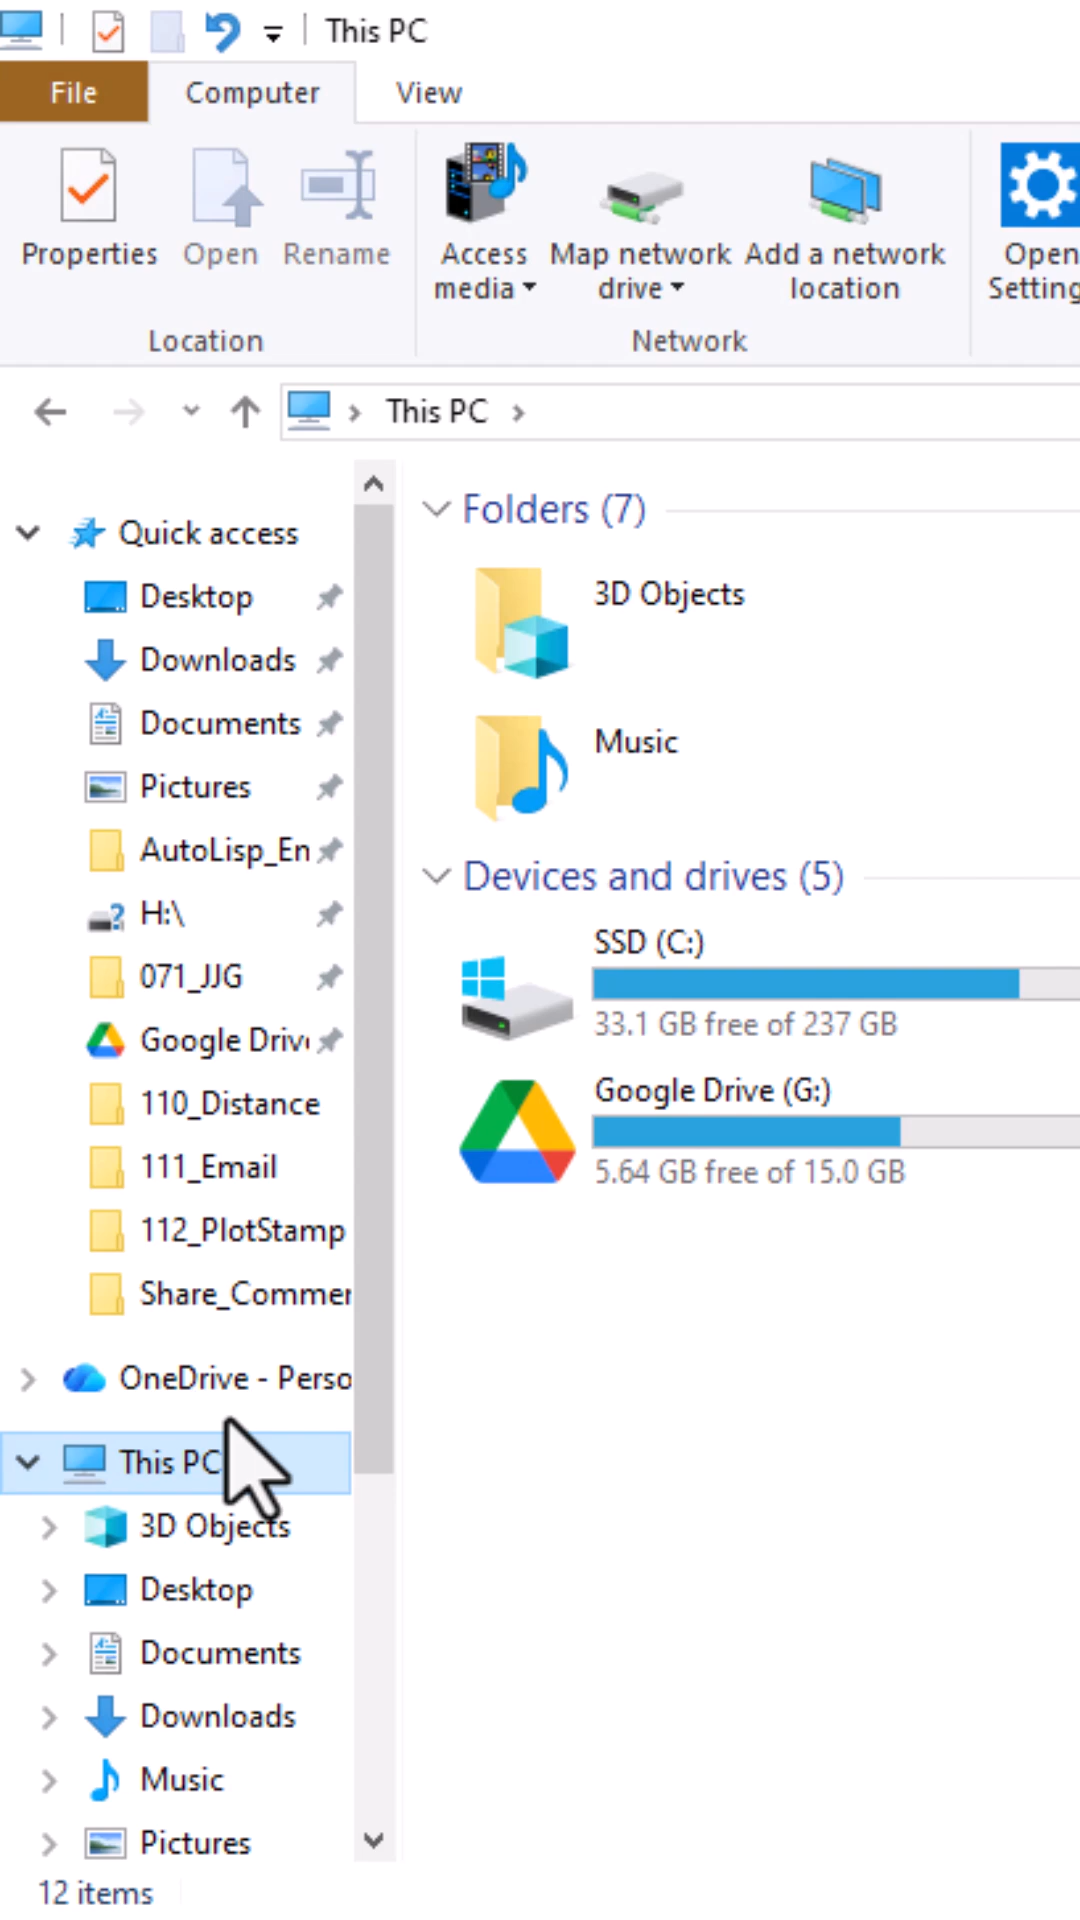 This PC
File Computer View
Properties Open Rename Access media Map network drive Add a network location Open Setting
Location Network
This PC
Quick access
Desktop
Downloads
Documents
Pictures
AutoLisp_En
H:\
071_JJG
Google Driv
110_Distance
111_Email
112_PlotStamp
Share_Commer
OneDrive - Perso
This PC
3D Objects
Desktop
Documents
Downloads
Music
Pictures
Folders (7)
3D Objects
Music
Devices and drives (5)
SSD (C:)
33.1 GB free of 237 GB
Google Drive (G:)
5.64 GB free of 15.0 GB
12 items